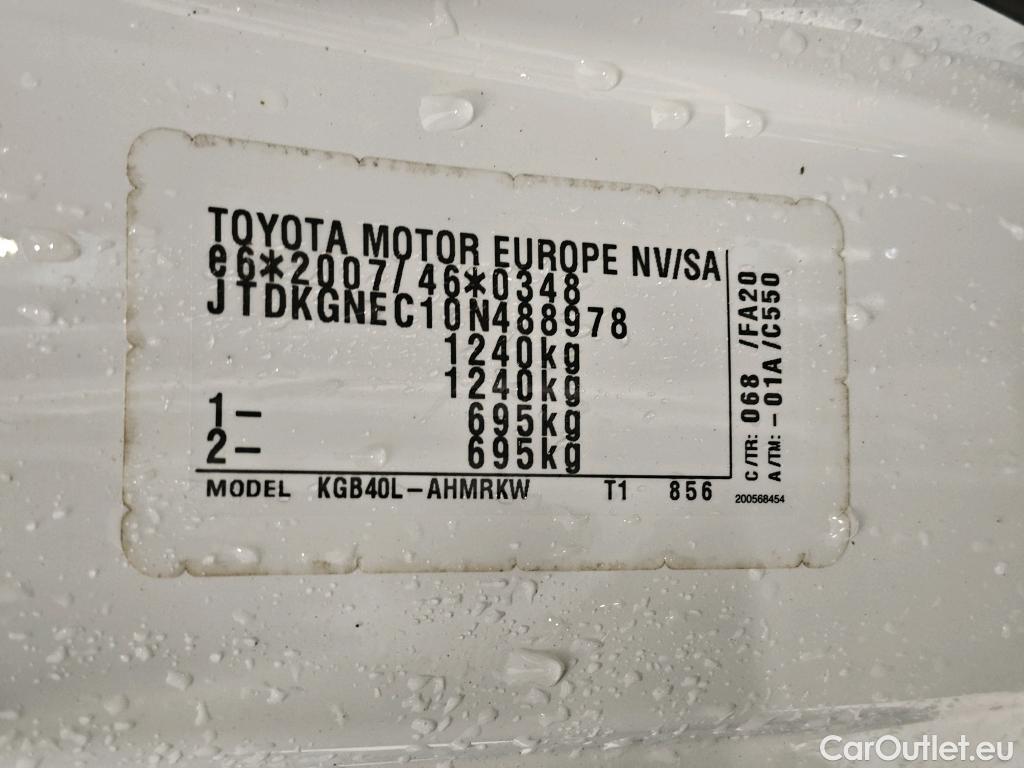 TOYOTA MOTOR EUROPE NV/SA
e6*2007/46*0348
JTDKGNEC10N488978
1240kg
1240kg
1- 695kg
2- 695kg
MODEL KGB40L-AHMRKW T1 856
C/TR: 068 /FA20
A/TM: -01A /C550
200568454
CarOutlet.eu